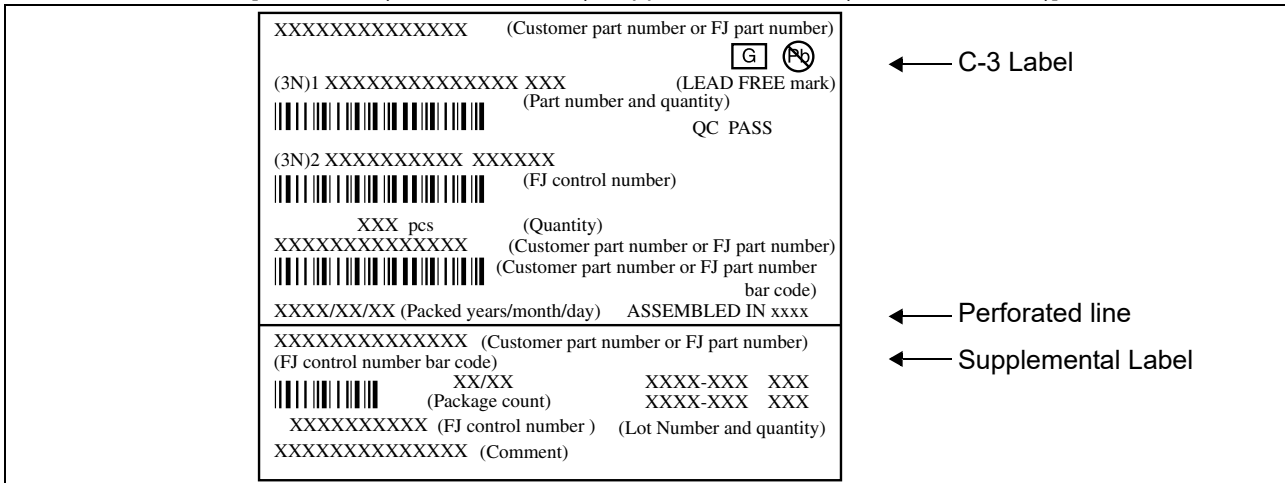 XXXXXXXXXXXXXX (Customer part number or FJ part number)
G Pb
C-3 Label
(3N)1 XXXXXXXXXXXXXX XXX (LEAD FREE mark)
(Part number and quantity)
QC PASS
(3N)2 XXXXXXXXXX XXXXXX
(FJ control number)
XXX pcs (Quantity)
XXXXXXXXXXXXXX (Customer part number or FJ part number)
(Customer part number or FJ part number
bar code)
XXXX/XX/XX (Packed years/month/day) ASSEMBLED IN xxxx
Perforated line
XXXXXXXXXXXXXX (Customer part number or FJ part number)
(FJ control number bar code)
Supplemental Label
XX/XX XXXX-XXX XXX
(Package count) XXXX-XXX XXX
XXXXXXXXXX (FJ control number ) (Lot Number and quantity)
XXXXXXXXXXXXXX (Comment)